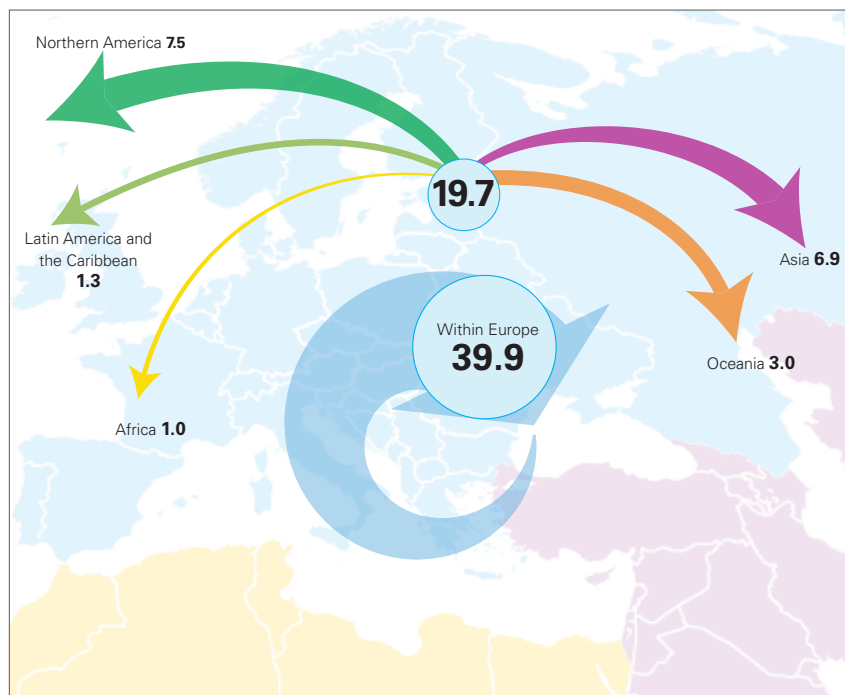 Northern America 7.5
19.7
Latin America and
the Caribbean
1.3
Asia 6.9
Within Europe
39.9
Oceania 3.0
Africa 1.0